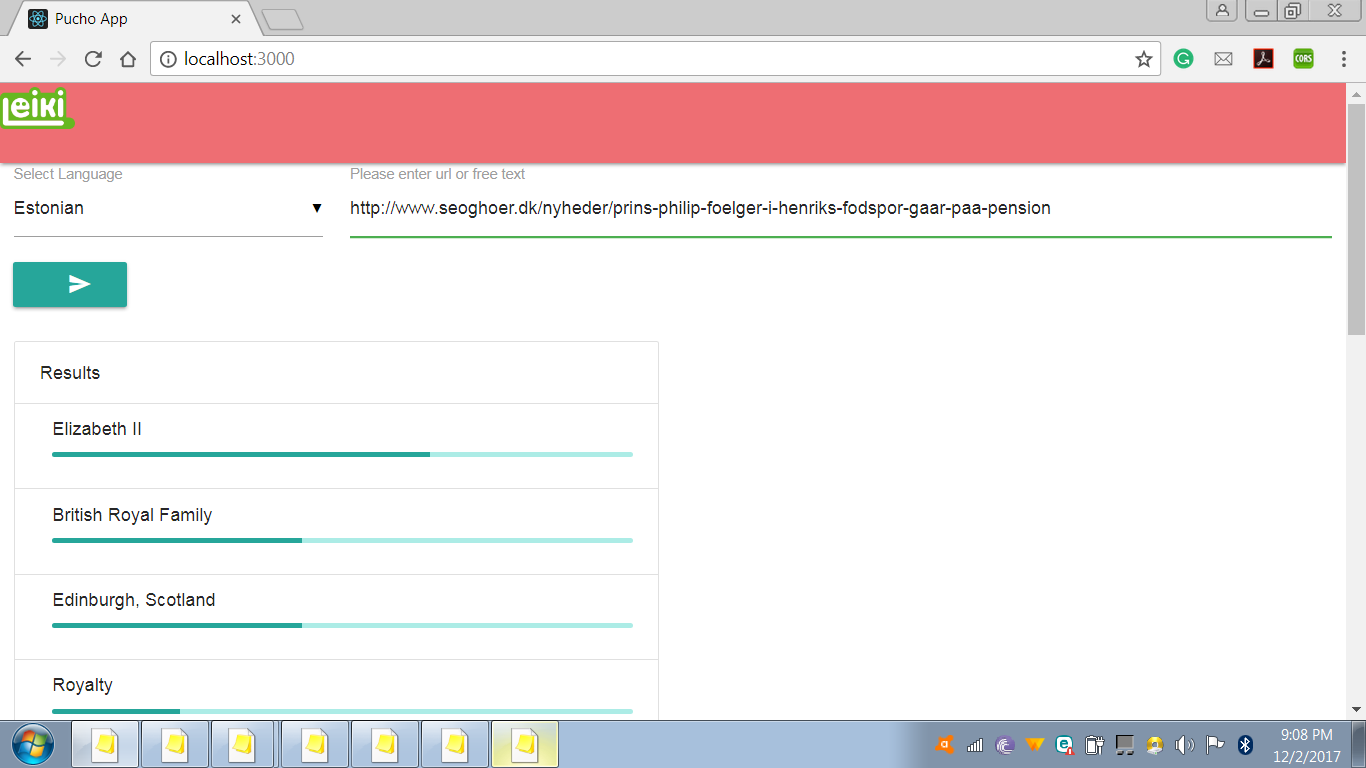 Pucho App
localhost:3000
CORS
leiki
Select Language
Please enter url or free text
Estonian
http://www.seoghoer.dk/nyheder/prins-philip-foelger-i-henriks-fodspor-gaar-paa-pension
Results
Elizabeth II
British Royal Family
Edinburgh, Scotland
Royalty
9:08 PM
12/2/2017